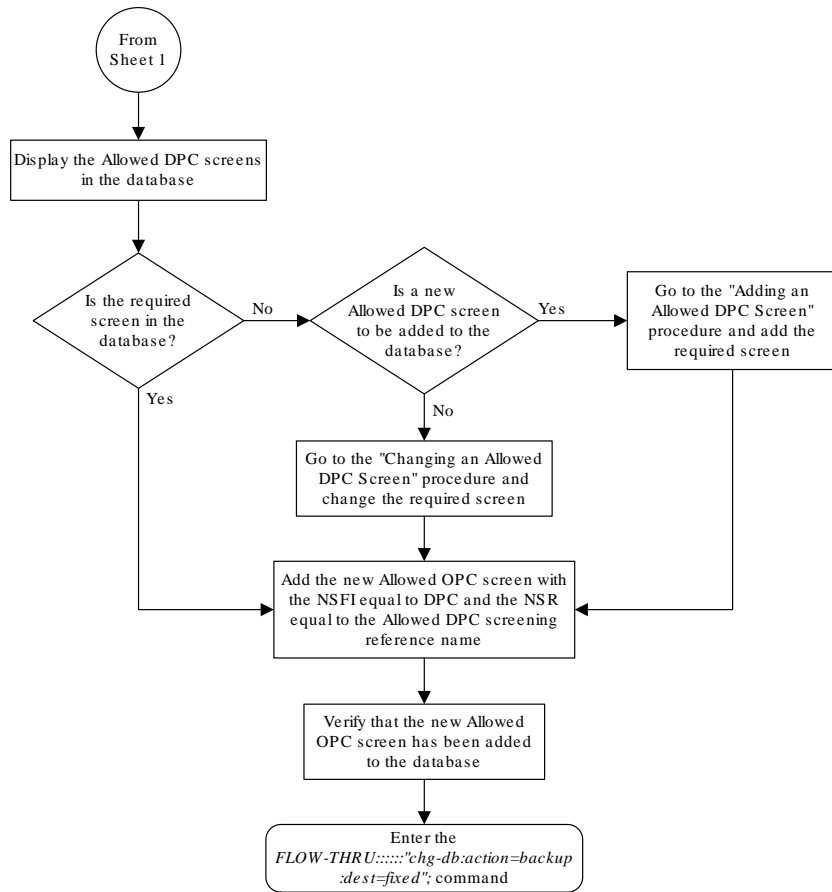 From
Sheet 1
Display the Allowed DPC screens
in the database
Is the required
screen in the
database?
No
Yes
Is a new
Allowed DPC screen
to be added to the
database?
Yes
No
Go to the "Adding an
Allowed DPC Screen"
procedure and add the
required screen
Go to the "Changing an Allowed
DPC Screen" procedure and
change the required screen
Add the new Allowed OPC screen with
the NSFI equal to DPC and the NSR
equal to the Allowed DPC screening
reference name
Verify that the new Allowed
OPC screen has been added
to the database
Enter the
FLOW-THRU::::::"chg-db:action=backup
:dest=fixed"; command